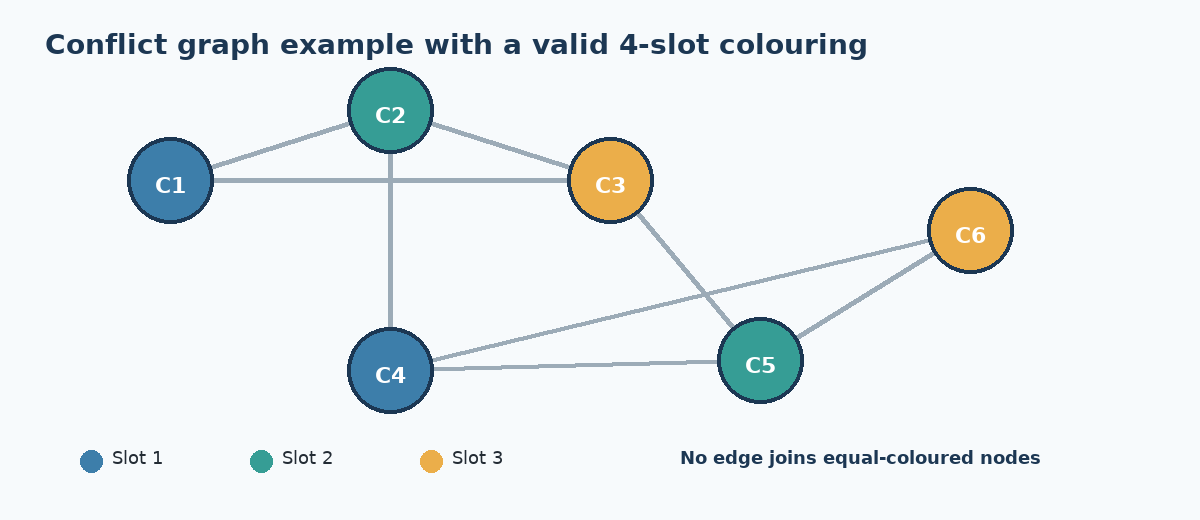 Conflict graph example with a valid 4-slot colouring
C2
C1
C3
C6
C5
C4
Slot 1
Slot 2
Slot 3
No edge joins equal-coloured nodes